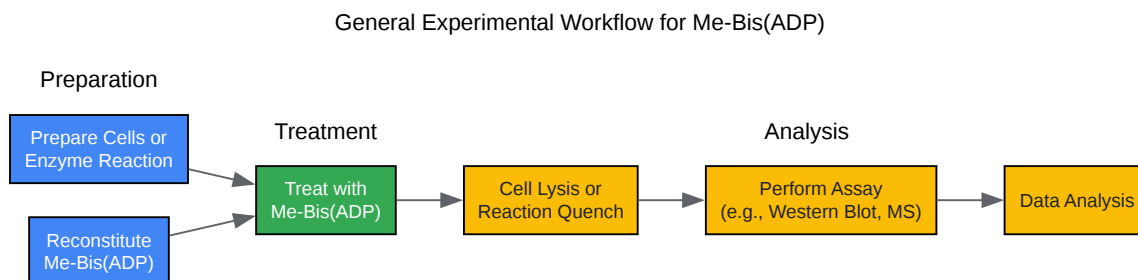 General Experimental Workflow for Me-Bis(ADP)
Preparation
Prepare Cells or
Enzyme Reaction
Reconstitute
Me-Bis(ADP)
Treatment
Treat with
Me-Bis(ADP)
Analysis
Cell Lysis or
Reaction Quench
Perform Assay
(e.g., Western Blot, MS)
Data Analysis